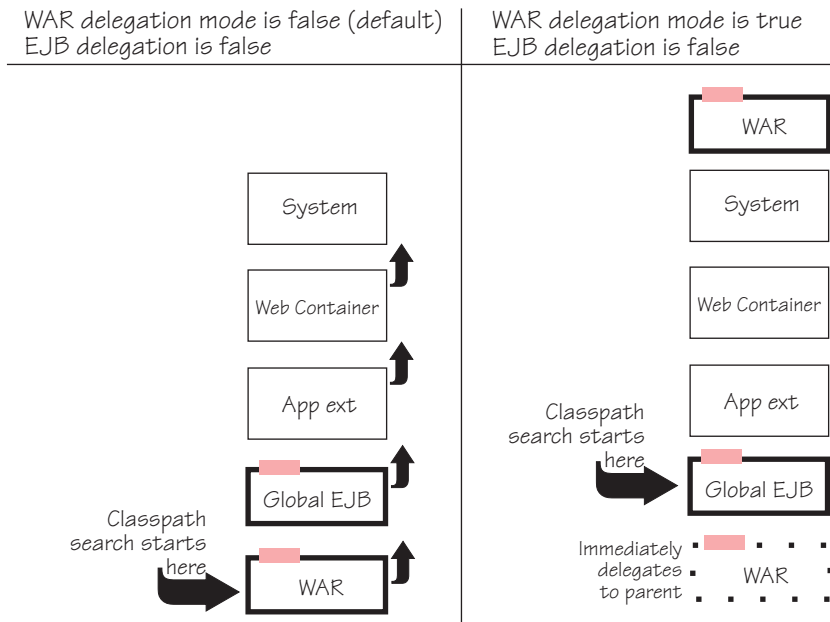 WAR delegation mode is false (default)
EJB delegation is false
System
Web Container
App ext
Global EJB
Classpath
search starts
here
WAR
WAR delegation mode is true
EJB delegation is false
WAR
System
Web Container
App ext
Classpath
search starts
here
Global EJB
Immediately
delegates
to parent
WAR